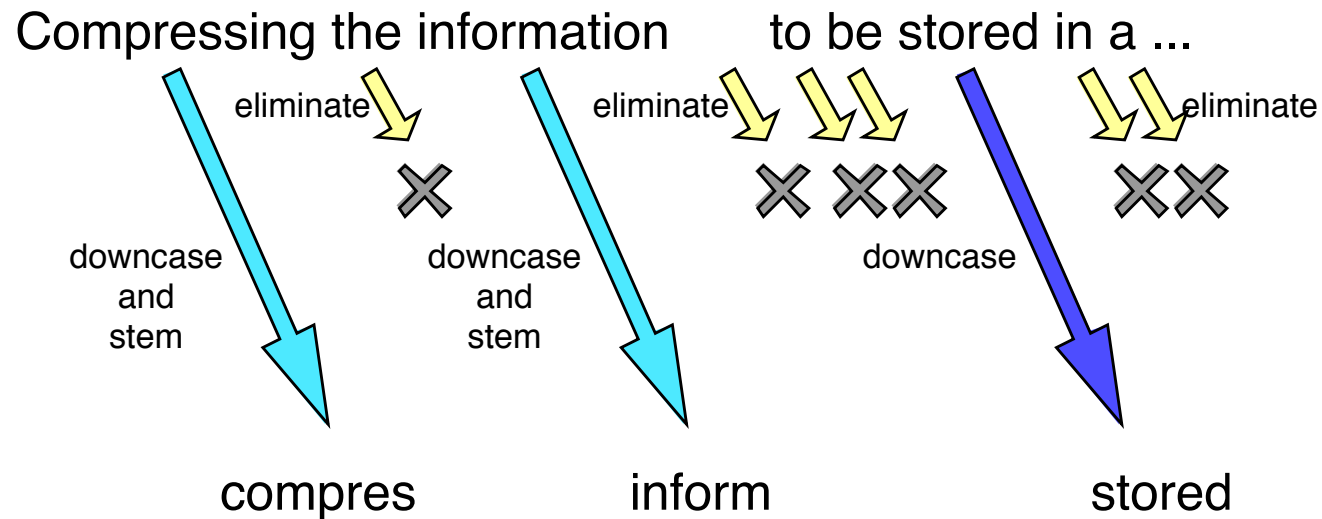 Compressing the information to be stored in a ...
eliminate eliminate eliminate
downcase
and
stem
downcase
and
stem
downcase
compres inform stored